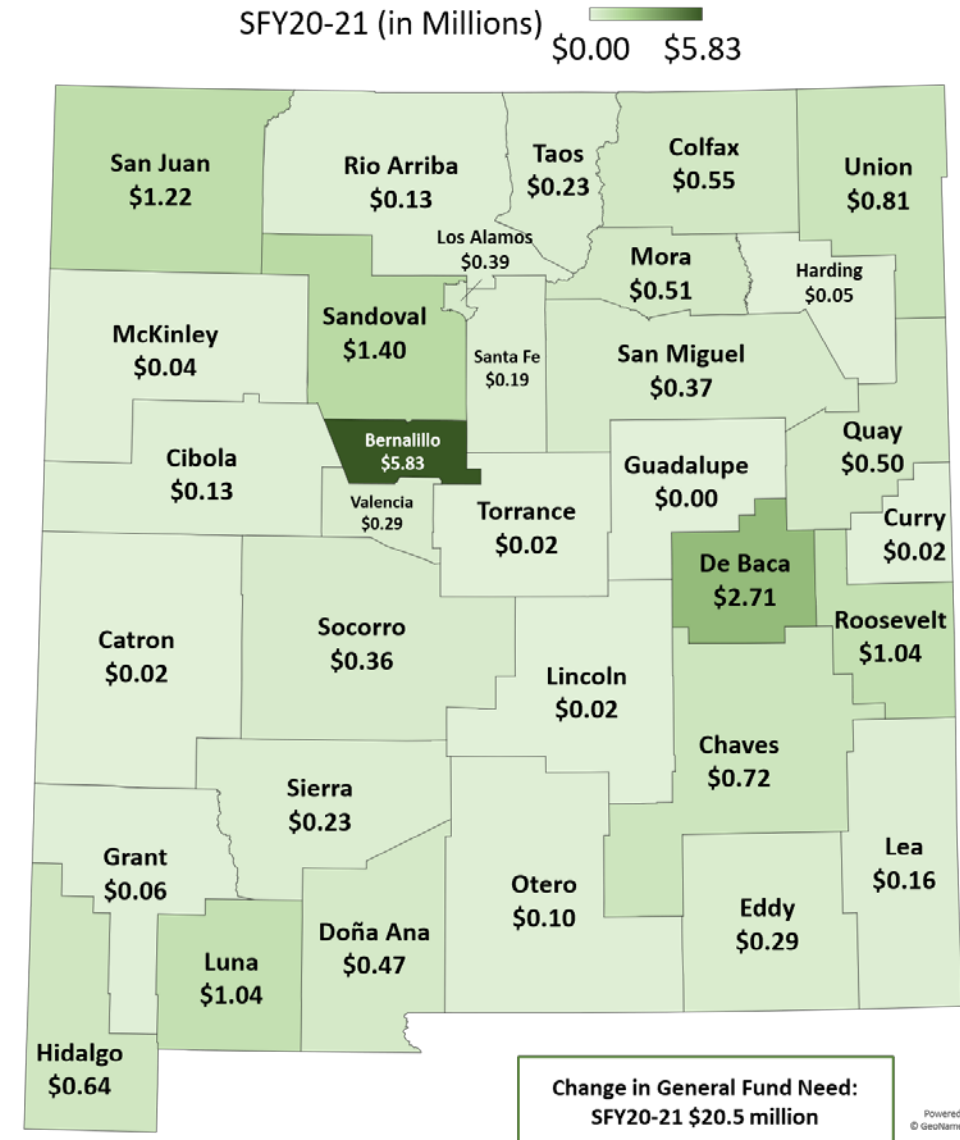 SFY20-21 (in Millions)
$0.00 $5.83
San Juan
$1.22
Rio Arriba
$0.13
Taos
$0.23
Colfax
$0.55
Union
$0.81
Los Alamos
$0.39
Mora
$0.51
Harding
$0.05
McKinley
$0.04
Sandoval
$1.40
Santa Fe
$0.19
San Miguel
$0.37
Quay
$0.50
Bernalillo
$5.83
Cibola
$0.13
Guadalupe
$0.00
Valencia
$0.29
Torrance
$0.02
Curry
$0.02
De Baca
$2.71
Roosevelt
$1.04
Catron
$0.02
Socorro
$0.36
Lincoln
$0.02
Chaves
$0.72
Sierra
$0.23
Grant
$0.06
Otero
$0.10
Lea
$0.16
Eddy
$0.29
Doña Ana
$0.47
Luna
$1.04
Hidalgo
$0.64
Change in General Fund Need:
SFY20-21 $20.5 million
Powered
© GeoName